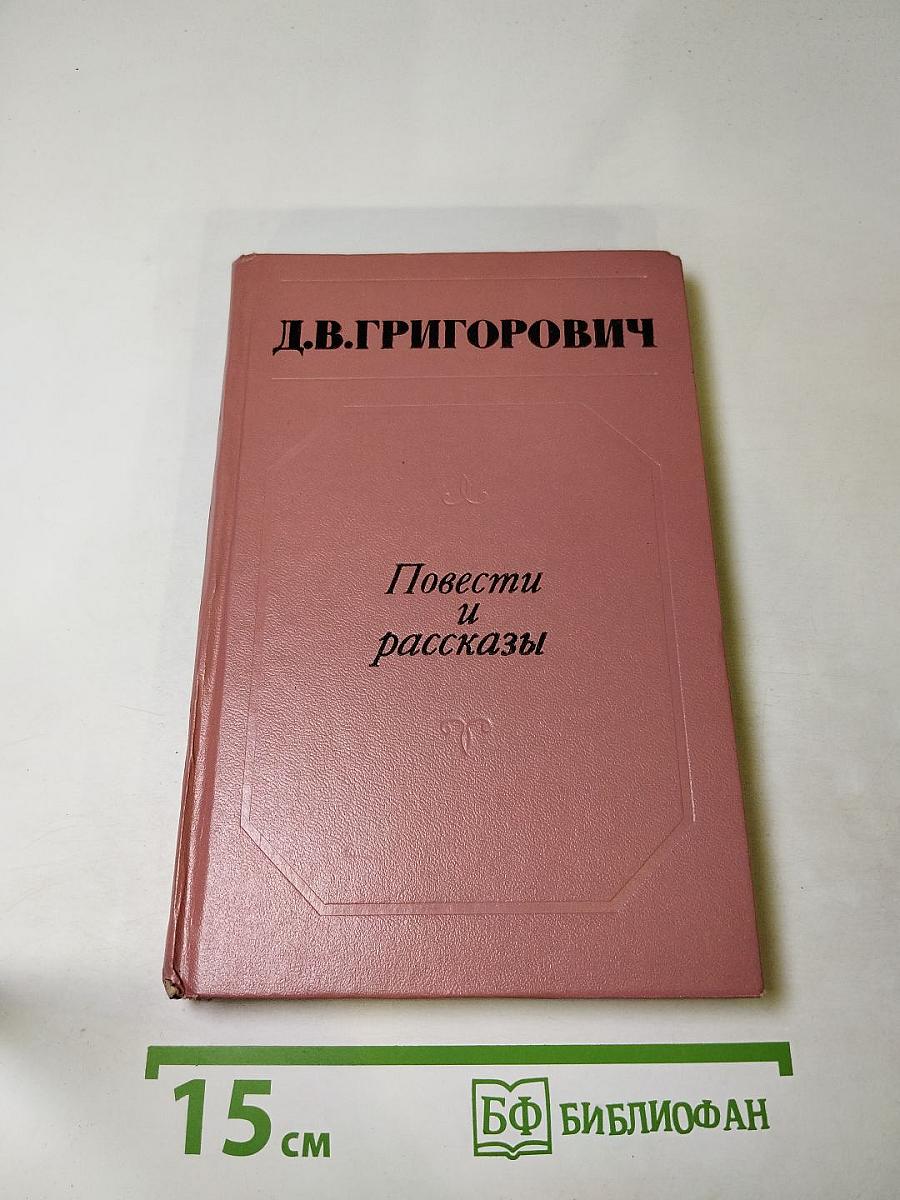 Д.В.ГРИГОРОВИЧ
Повести
и
рассказы
15 см
БФ БИБЛИОФАН